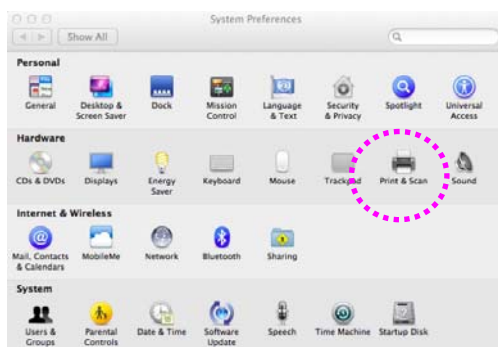 System Preferences
Show All
Personal
General
Desktop &
Screen Saver
Dock
Mission
Control
Language
& Text
Security
& Privacy
Spotlight
Universal
Access
Hardware
CDs & DVDs
Displays
Energy
Saver
Keyboard
Mouse
Trackpad
Print & Scan
Sound
Internet & Wireless
Mail, Contacts
& Calendars
MobileMe
Network
Bluetooth
Sharing
System
Users &
Groups
Parental
Controls
Date & Time
Software
Update
Speech
Time Machine
Startup Disk